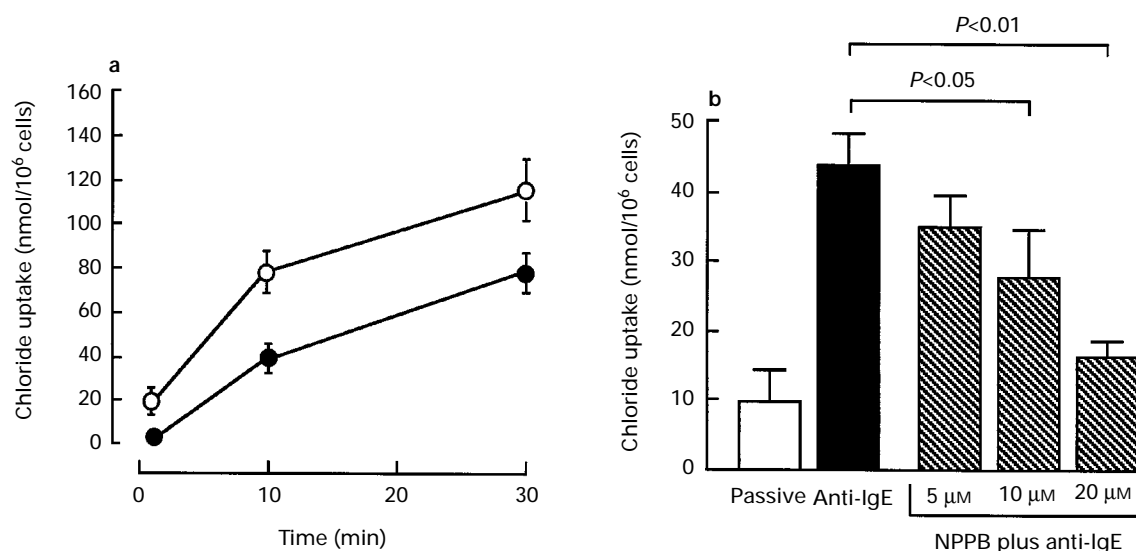 a
160
140
120
100
80
60
40
20
0
Chloride uptake (nmol/10⁶ cells)
0 10 20 30
Time (min)
P<0.01
P<0.05
b
50
40
30
20
10
0
Chloride uptake (nmol/10⁶ cells)
Passive Anti-IgE 5 μM 10 μM 20 μM
NPPB plus anti-IgE